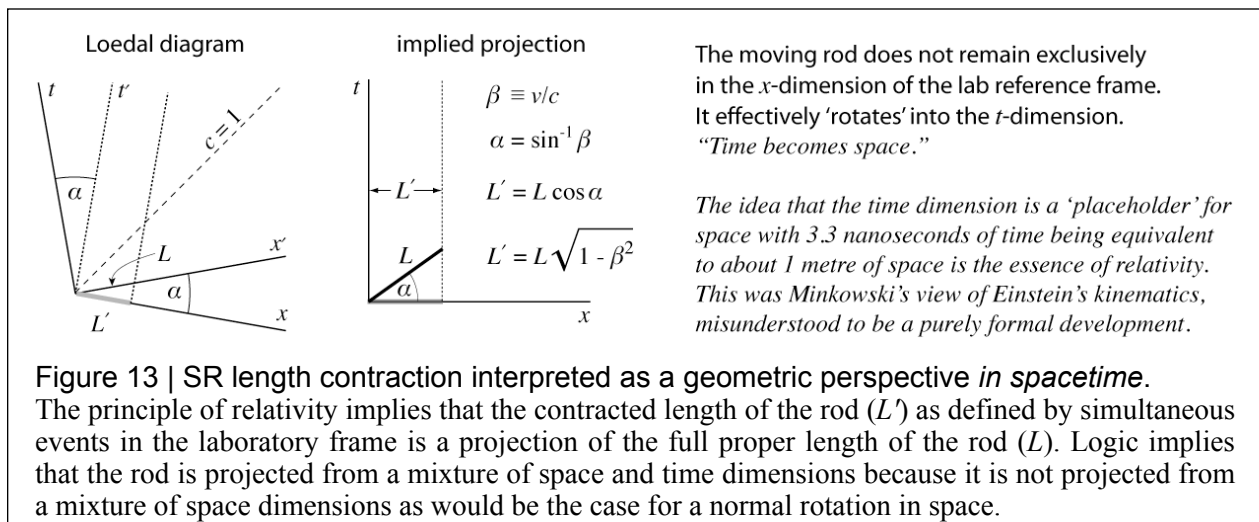 Loedal diagram
t
t′
c = 1
α
L
x′
α
L′
x
implied projection
t
β ≡ v/c
α = sin⁻¹ β
L′
L′ = L cos α
L
L′ = L√1 - β²
α
x
The moving rod does not remain exclusively
in the x-dimension of the lab reference frame.
It effectively ‘rotates’ into the t-dimension.
“Time becomes space.”
The idea that the time dimension is a ‘placeholder’ for
space with 3.3 nanoseconds of time being equivalent
to about 1 metre of space is the essence of relativity.
This was Minkowski’s view of Einstein’s kinematics,
misunderstood to be a purely formal development.
Figure 13 | SR length contraction interpreted as a geometric perspective in spacetime.
The principle of relativity implies that the contracted length of the rod (L′) as defined by simultaneous
events in the laboratory frame is a projection of the full proper length of the rod (L). Logic implies
that the rod is projected from a mixture of space and time dimensions because it is not projected from
a mixture of space dimensions as would be the case for a normal rotation in space.